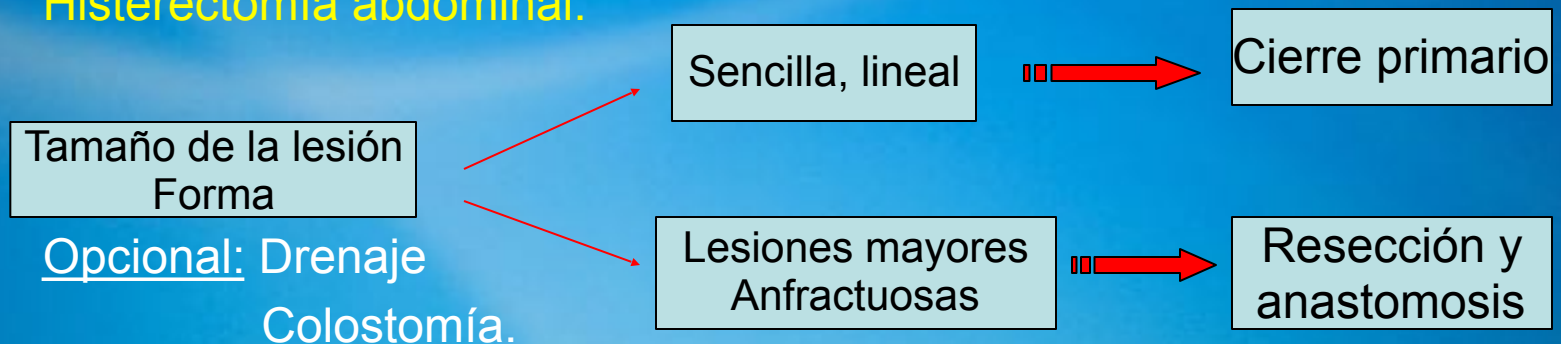 Histerectomía abdominal.
Sencilla, lineal
Cierre primario
Tamaño de la lesión
Forma
Opcional: Drenaje
Colostomía.
Lesiones mayores
Anfractuosas
Resección y
anastomosis